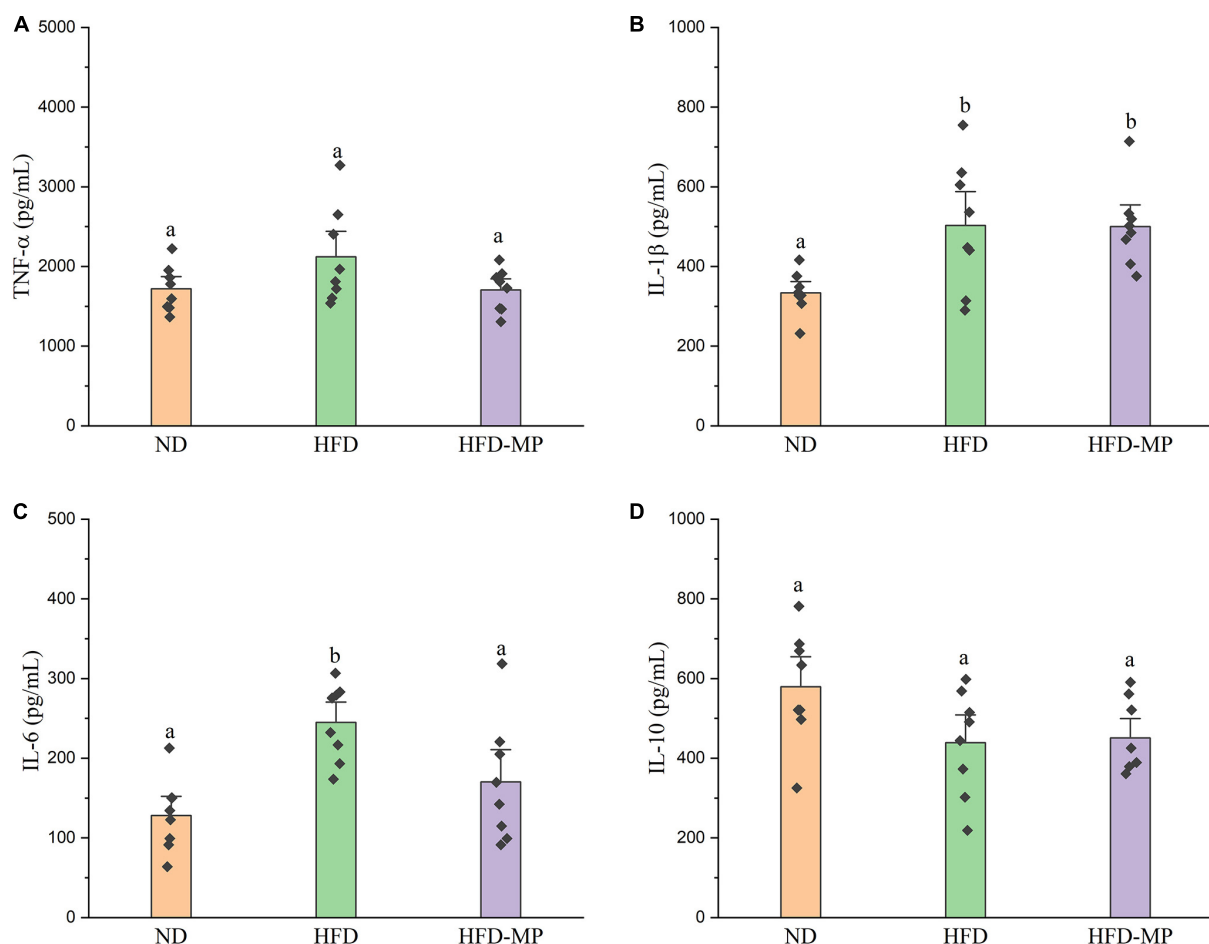 A
TNF-α (pg/mL)
5000
4000
3000
2000
1000
0
a
a
a
ND
HFD
HFD-MP
B
IL-1β (pg/mL)
1000
800
600
400
200
0
a
b
b
ND
HFD
HFD-MP
C
IL-6 (pg/mL)
500
400
300
200
100
0
a
b
a
ND
HFD
HFD-MP
D
IL-10 (pg/mL)
1000
800
600
400
200
0
a
a
a
ND
HFD
HFD-MP